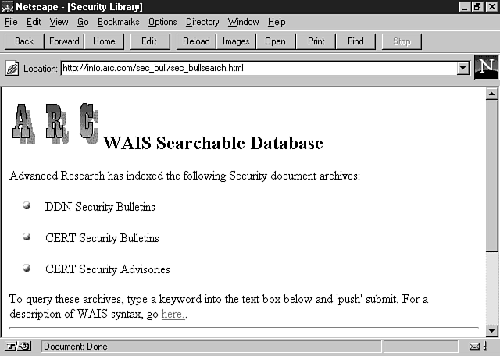 Netscape - [Security Library]
File Edit View Go Bookmarks Options Directory Window Help
Back Forward Home Edit Reload Images Open Print Find Stop
Location: http://info.arc.com/sec_bull/sec_bullsearch.html
N
ARC WAIS Searchable Database
Advanced Research has indexed the following Security document archives:
DDN Security Bulletins
CERT Security Bulletins
CERT Security Advisories
To query these archives, type a keyword into the text box below and 'push' submit. For a
description of WAIS syntax, go here.
Document: Done